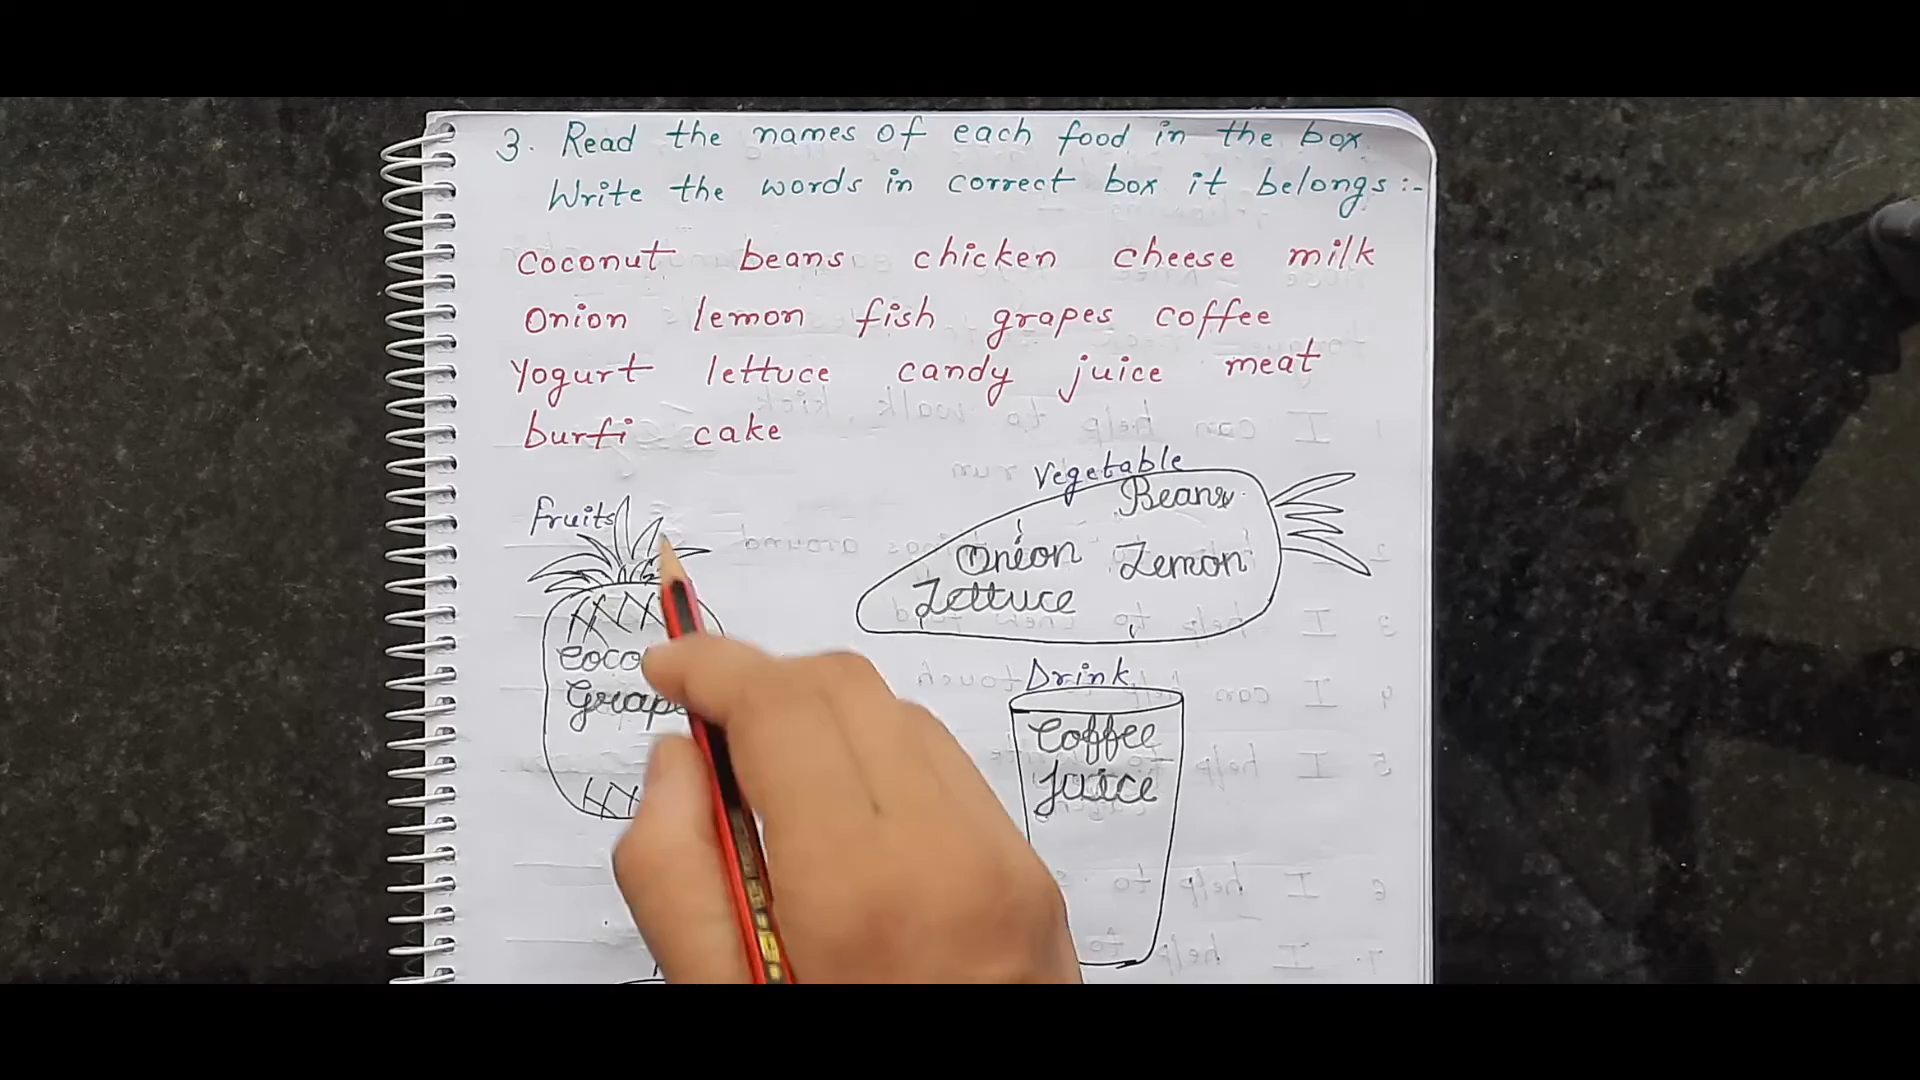 3. Read the names of each food in the box
Write the words in correct box it belongs :-
coconut beans chicken cheese milk
onion lemon fish grapes coffee
Yogurt lettuce candy juice meat
burfi cake
Vegetable
Beans
Onion Lemon
Lettuce
fruits
Drink
Coffee
Juice